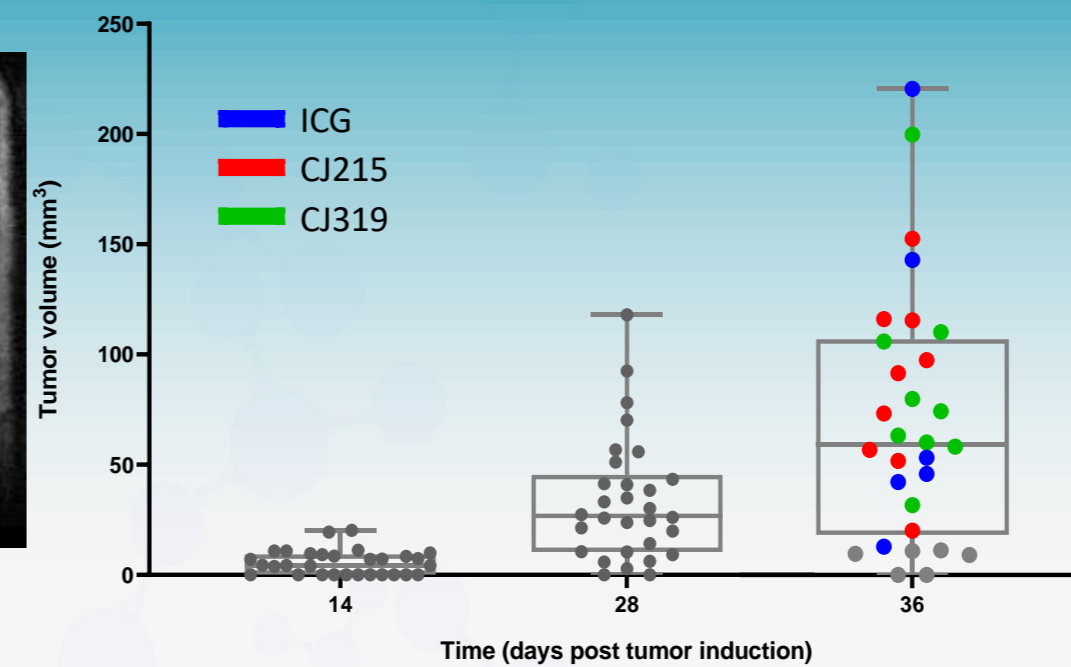 250
200
150
100
50
0
Tumor volume (mm³)
ICG
CJ215
CJ319
14 28 36
Time (days post tumor induction)